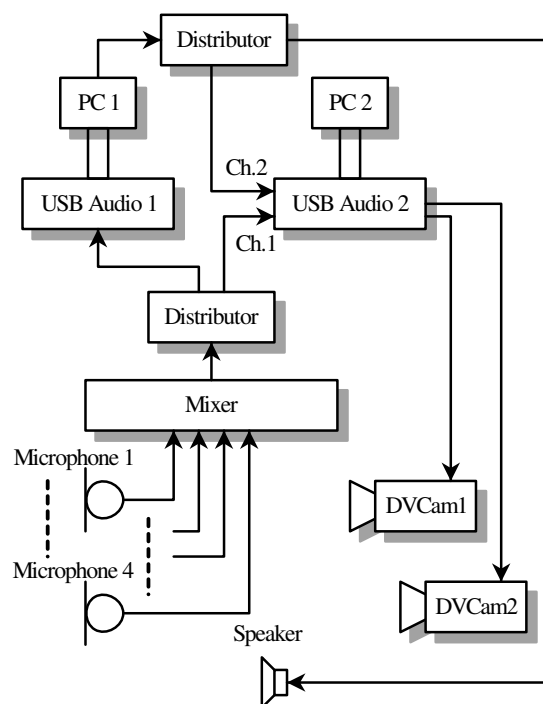 Distributor
PC 1
PC 2
Ch.2
USB Audio 1
USB Audio 2
Ch.1
Distributor
Mixer
Microphone 1
DVCam1
Microphone 4
DVCam2
Speaker